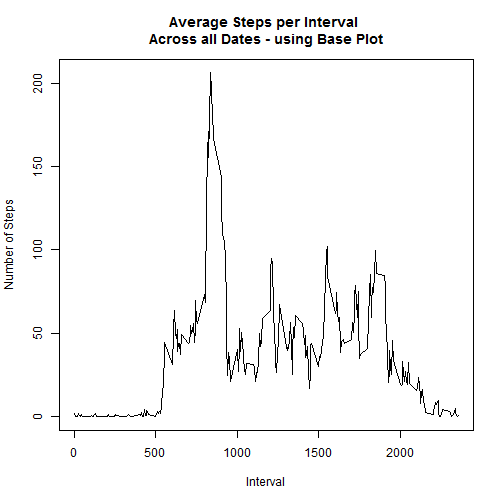 Average Steps per Interval
Across all Dates - using Base Plot
Number of Steps
200
150
100
50
0
0 500 1000 1500 2000
Interval